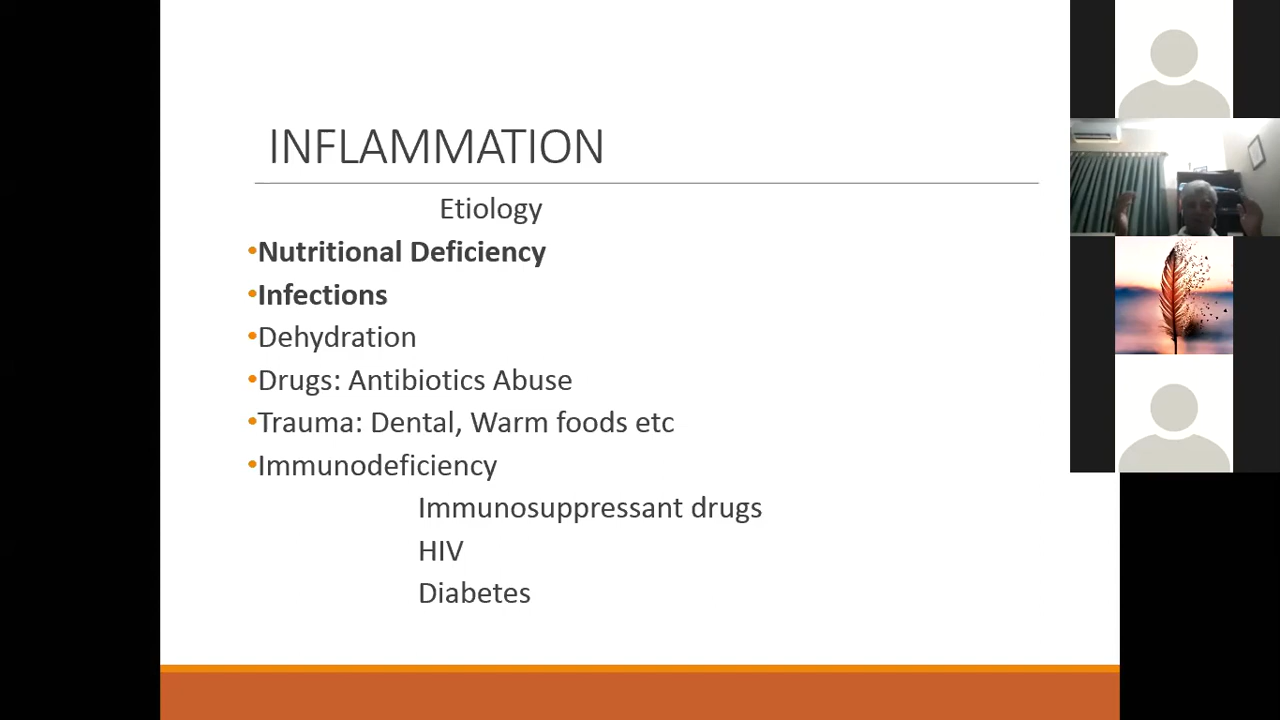 INFLAMMATION
Etiology
•Nutritional Deficiency
•Infections
•Dehydration
•Drugs: Antibiotics Abuse
•Trauma: Dental, Warm foods etc
•Immunodeficiency
Immunosuppressant drugs
HIV
Diabetes